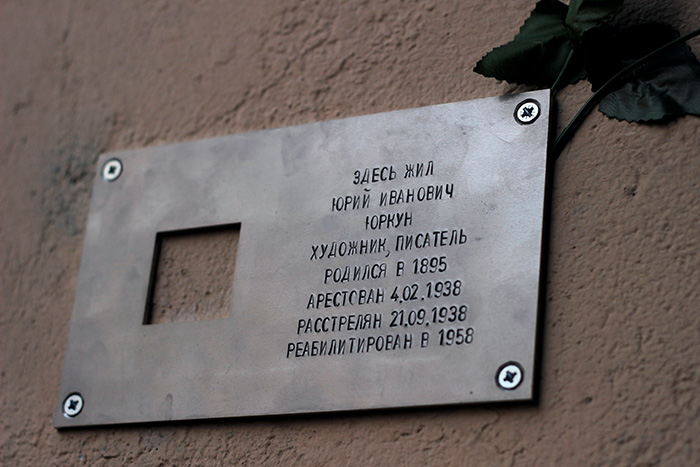 ЗДЕСЬ ЖИЛ
ЮРИЙ ИВАНОВИЧ
ЮРКУН
ХУДОЖНИК, ПИСАТЕЛЬ
РОДИЛСЯ В 1895
АРЕСТОВАН 4.02.1938
РАССТРЕЛЯН 21.09.1938
РЕАБИЛИТИРОВАН В 1958